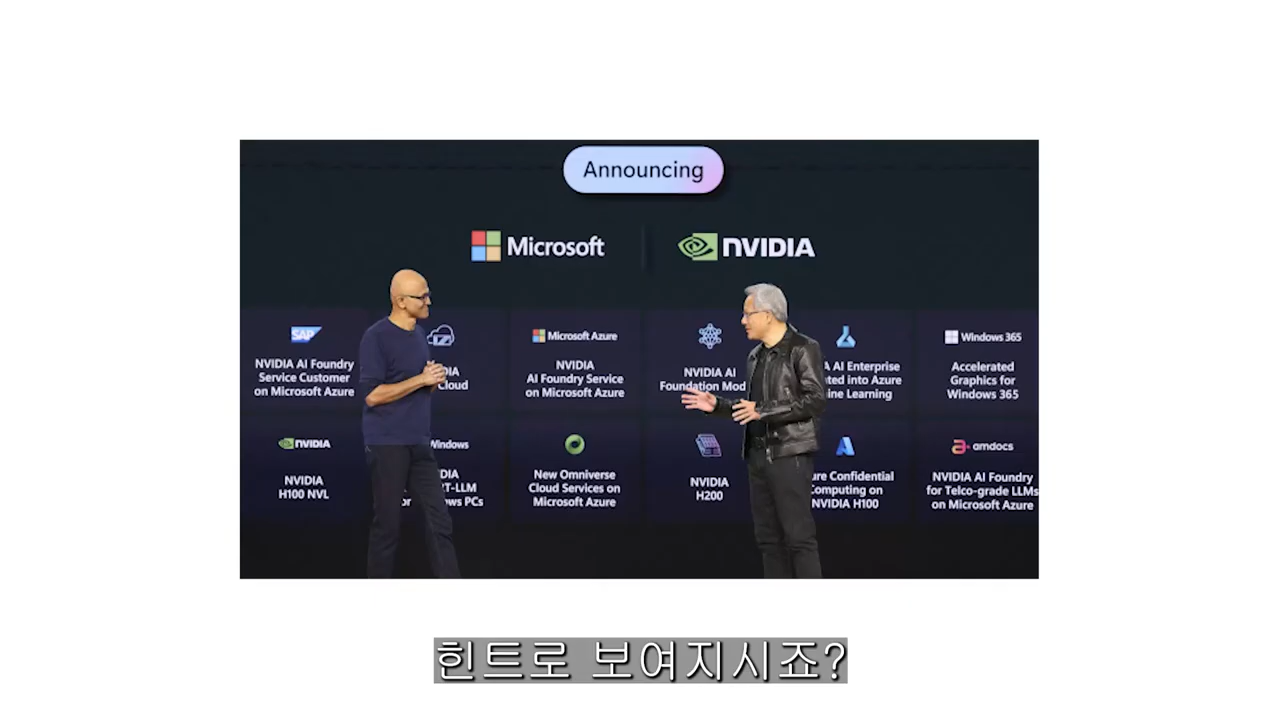 Announcing
Microsoft
NVIDIA
SAP
NVIDIA AI Foundry
Service Customer
on Microsoft Azure
Cloud
Microsoft Azure
NVIDIA
AI Foundry Service
on Microsoft Azure
NVIDIA AI
Foundation
AI Enterprise
into Azure
Learning
Windows 365
Accelerated
Graphics for
Windows 365
NVIDIA
NVIDIA
H100 NVL
Windows
PCs
New Omniverse
Cloud Services on
Microsoft Azure
NVIDIA
H200
Confidential
Computing on
NVIDIA H100
amdocs
NVIDIA AI Foundry
for Telco-grade LLMs
on Microsoft Azure
힌트로 보여지시죠?